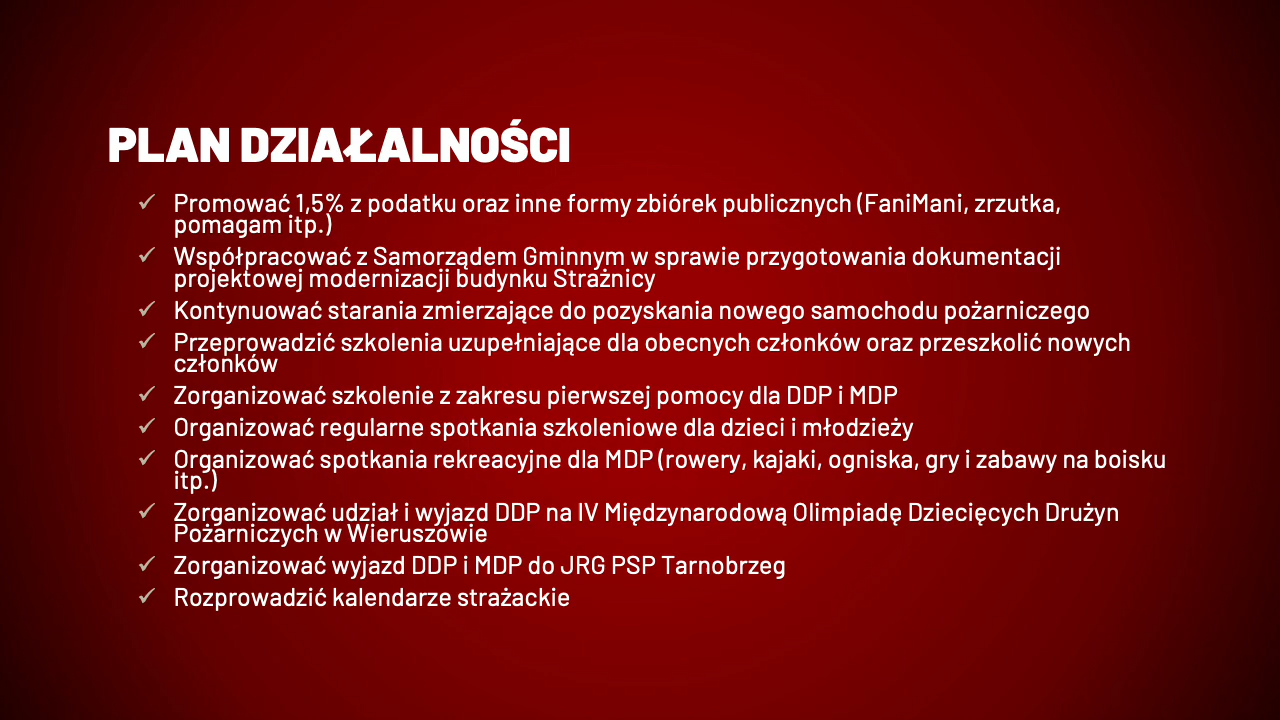 PLAN DZIAŁALNOŚCI
✓ Promować 1,5% z podatku oraz inne formy zbiórek publicznych (FaniMani, zrzutka,
pomagam itp.)
✓ Współpracować z Samorządem Gminnym w sprawie przygotowania dokumentacji
projektowej modernizacji budynku Strażnicy
✓ Kontynuować starania zmierzające do pozyskania nowego samochodu pożarniczego
✓ Przeprowadzić szkolenia uzupełniające dla obecnych członków oraz przeszkolić nowych
członków
✓ Zorganizować szkolenie z zakresu pierwszej pomocy dla DDP i MDP
✓ Organizować regularne spotkania szkoleniowe dla dzieci i młodzieży
✓ Organizować spotkania rekreacyjne dla MDP (rowery, kajaki, ogniska, gry i zabawy na boisku
itp.)
✓ Zorganizować udział i wyjazd DDP na IV Międzynarodową Olimpiadę Dziecięcych Drużyn
Pożarniczych w Wieruszowie
✓ Zorganizować wyjazd DDP i MDP do JRG PSP Tarnobrzeg
✓ Rozprowadzić kalendarze strażackie